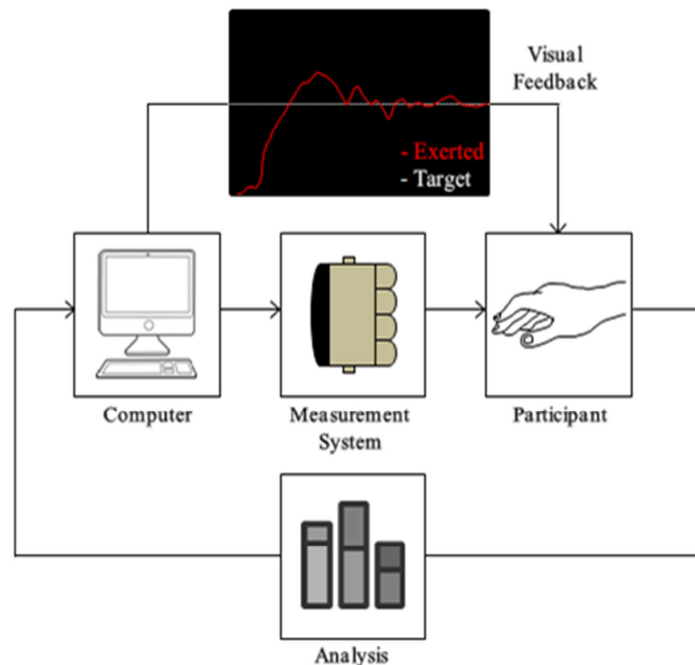 Visual
Feedback
- Exerted
- Target
Computer
Measurement
System
Participant
Analysis